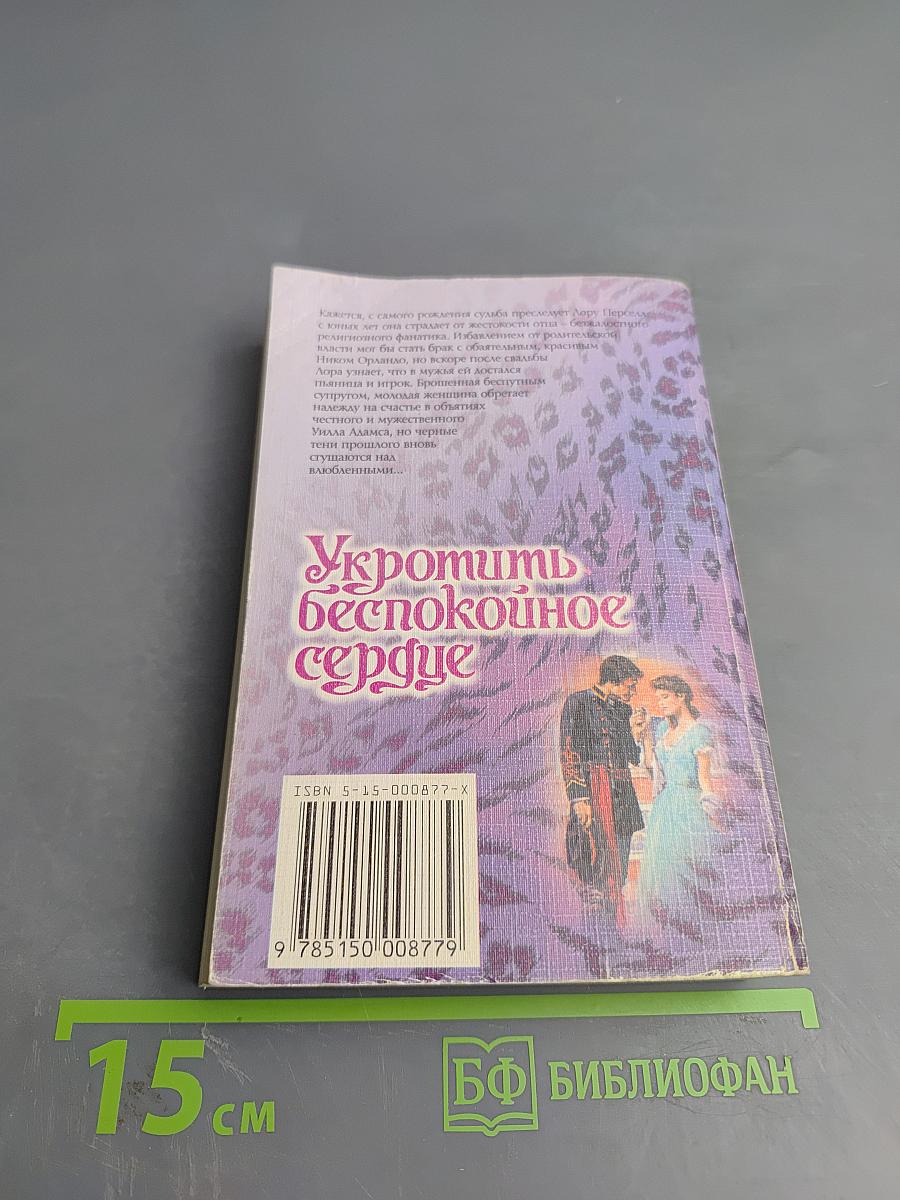 Кажется, с самого рождения судьба преследует Лору Перселл:
с юных лет она страдает от жестокости отца – безжалостного
религиозного фанатика. Избавлением от родительской
власти мог бы стать брак с обаятельным, красивым
Ником Орландо, но вскоре после свадьбы
Лора узнает, что в мужья ей достался
пьяница и игрок. Брошенная беспутным
супругом, молодая женщина обретает
надежду на счастье в объятиях
честного и мужественного
Уилла Адамса, но черные
тени прошлого вновь
сгущаются над
влюбленными...
Укротить
беспокойное
сердце
ISBN 5-15-000877-X
9 785150 008779
15 см
БФ БИБЛИОФАН